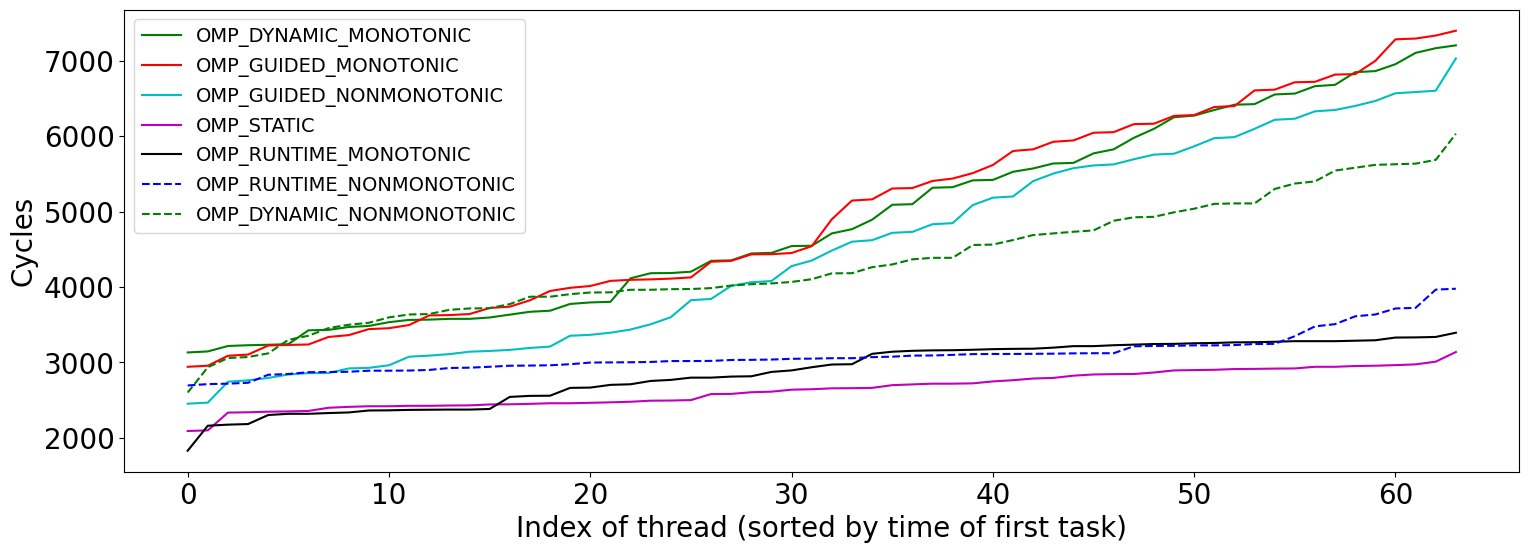 OMP_DYNAMIC_MONOTONIC
OMP_GUIDED_MONOTONIC
OMP_GUIDED_NONMONOTONIC
OMP_STATIC
OMP_RUNTIME_MONOTONIC
OMP_RUNTIME_NONMONOTONIC
OMP_DYNAMIC_NONMONOTONIC
Cycles
7000
6000
5000
4000
3000
2000
0 10 20 30 40 50 60
Index of thread (sorted by time of first task)